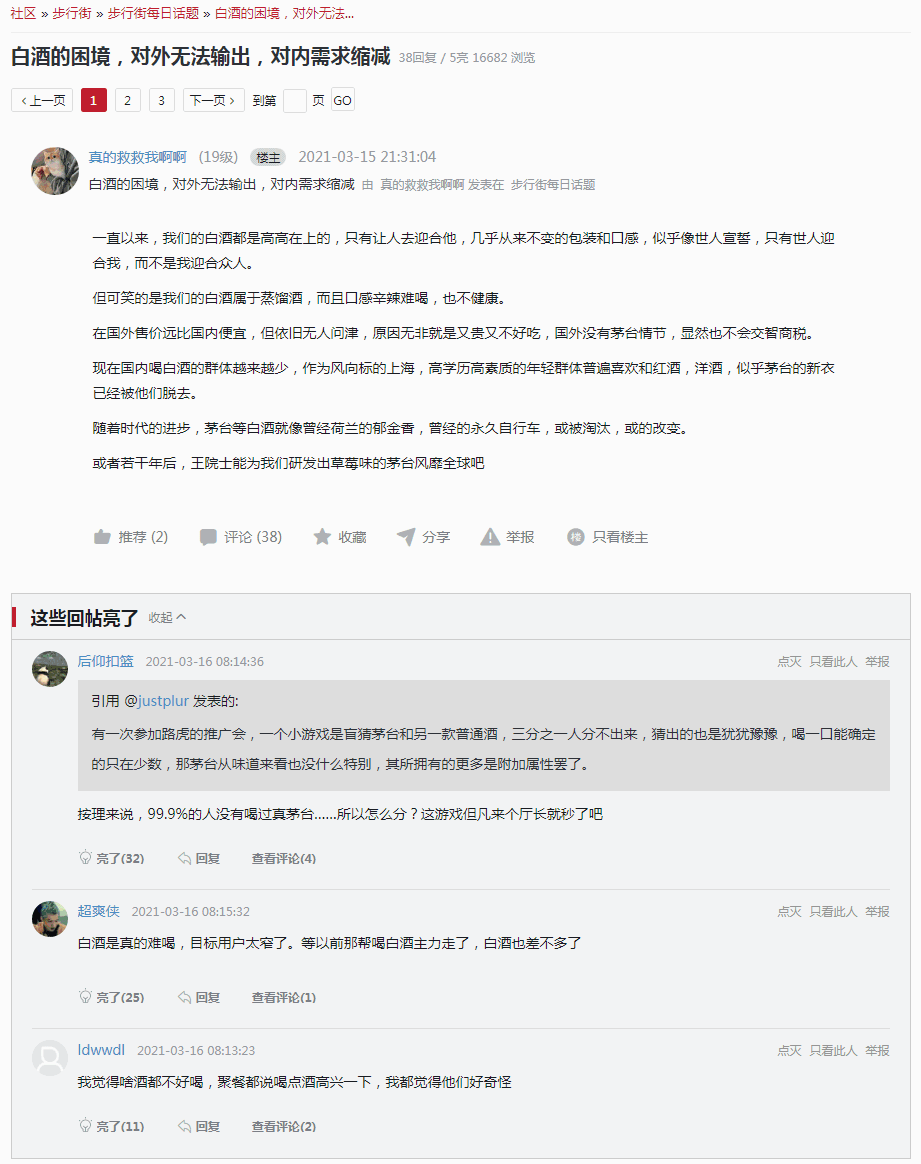 社区 » 步行街 » 步行街每日话题 » 白酒的困境，对外无法...
白酒的困境，对外无法输出，对内需求缩减 38回复 / 5亮 16682 浏览
‹ 上一页 1 2 3 下一页 › 到第 页 GO
真的救救我啊啊 (19级) 楼主 2021-03-15 21:31:04
白酒的困境，对外无法输出，对内需求缩减 由 真的救救我啊啊 发表在 步行街每日话题
一直以来，我们的白酒都是高高在上的，只有让人去迎合他，几乎从来不变的包装和口感，似乎像世人宣誓，只有世人迎
合我，而不是我迎合众人。
但可笑的是我们的白酒属于蒸馏酒，而且口感辛辣难喝，也不健康。
在国外售价远比国内便宜，但依旧无人问津，原因无非就是又贵又不好吃，国外没有茅台情节，显然也不会交智商税。
现在国内喝白酒的群体越来越少，作为风向标的上海，高学历高素质的年轻群体普遍喜欢和红酒，洋酒，似乎茅台的新衣
已经被他们脱去。
随着时代的进步，茅台等白酒就像曾经荷兰的郁金香，曾经的永久自行车，或被淘汰，或的改变。
或者若干年后，王院士能为我们研发出草莓味的茅台风靡全球吧
推荐 (2) 评论 (38) 收藏 分享 举报 楼 只看楼主
这些回帖亮了 收起
后仰扣篮 2021-03-16 08:14:36 点灭 只看此人 举报
引用 @justplur 发表的:
有一次参加路虎的推广会，一个小游戏是盲猜茅台和另一款普通酒，三分之一人分不出来，猜出的也是犹犹豫豫，喝一口能确定
的只在少数，那茅台从味道来看也没什么特别，其所拥有的更多是附加属性罢了。
按理来说，99.9%的人没有喝过真茅台......所以怎么分？这游戏但凡来个厅长就秒了吧
亮了(32) 回复 查看评论(4)
超爽侠 2021-03-16 08:15:32 点灭 只看此人 举报
白酒是真的难喝，目标用户太窄了。等以前那帮喝白酒主力走了，白酒也差不多了
亮了(25) 回复 查看评论(1)
ldwwdl 2021-03-16 08:13:23 点灭 只看此人 举报
我觉得啥酒都不好喝，聚餐都说喝点酒高兴一下，我都觉得他们好奇怪
亮了(11) 回复 查看评论(2)